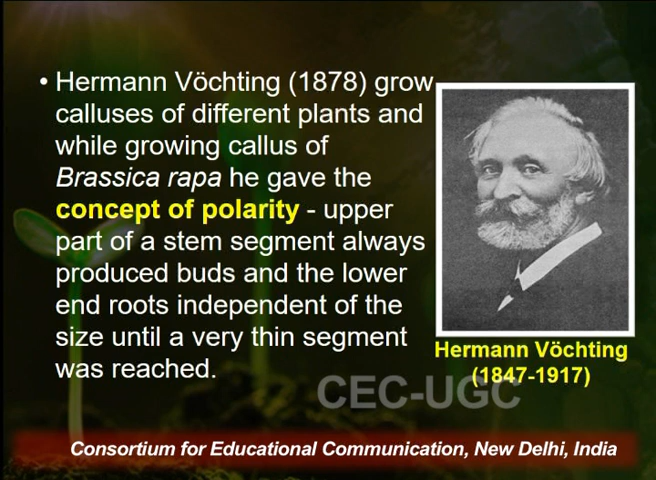 • Hermann Vöchting (1878) grow
calluses of different plants and
while growing callus of
Brassica rapa he gave the
concept of polarity - upper
part of a stem segment always
produced buds and the lower
end roots independent of the
size until a very thin segment
was reached.
Hermann Vöchting
(1847-1917)
CEC-UGC
Consortium for Educational Communication, New Delhi, India